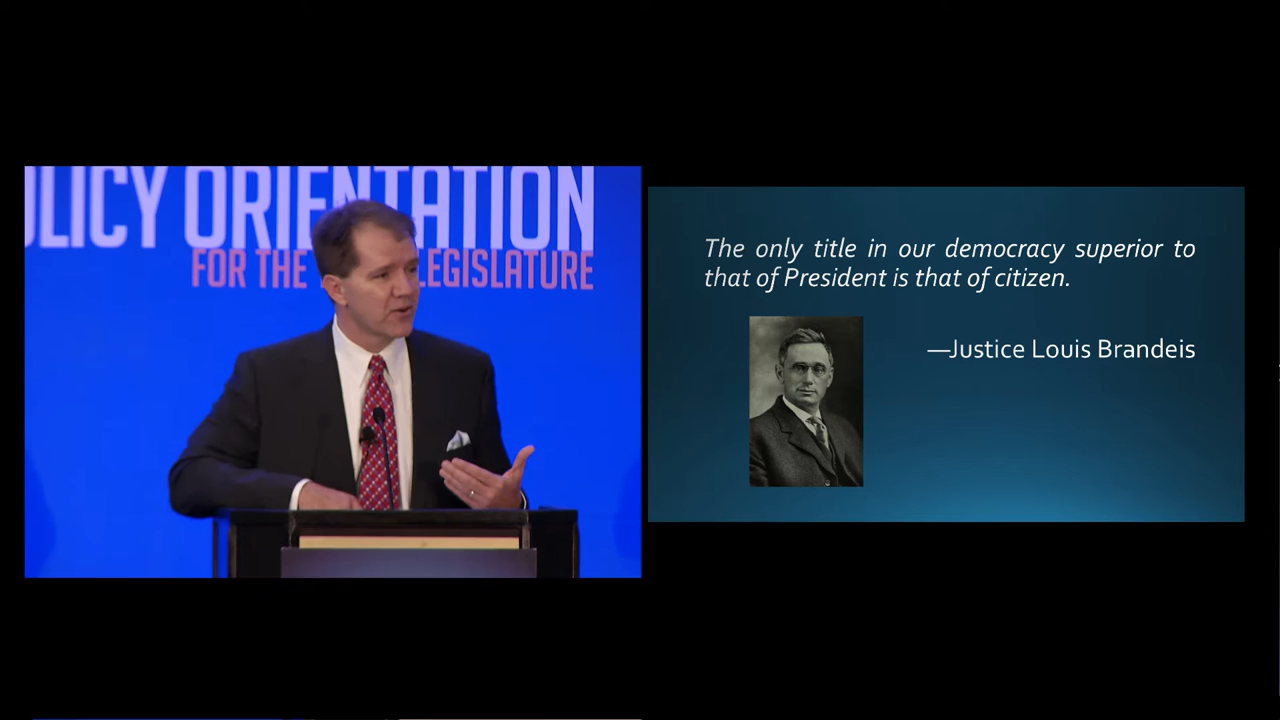 ORIENTATION
FOR THE
LEGISLATURE
The only title in our democracy superior to
that of President is that of citizen.
—Justice Louis Brandeis